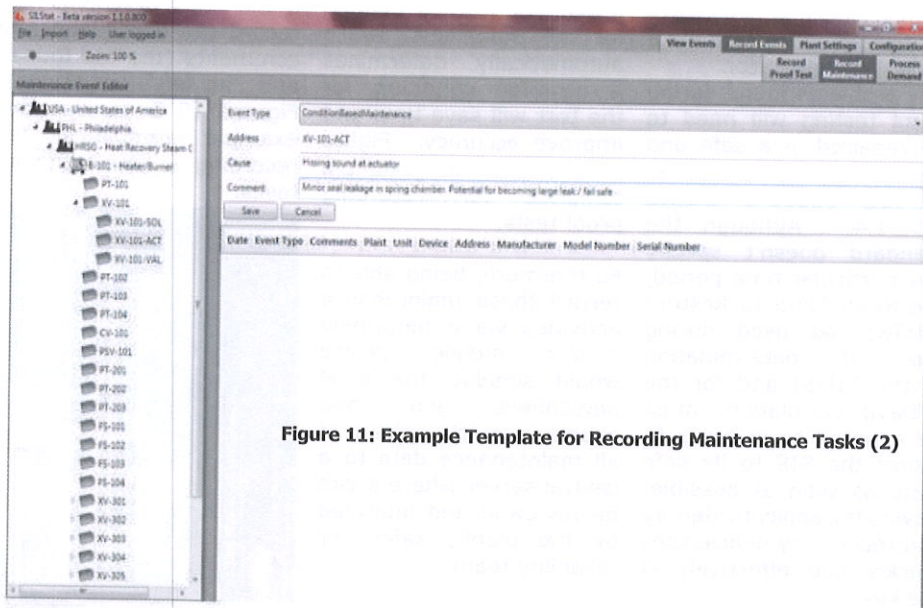 SILStat - Beta version 1.1.0.800
File Import Help User logged in
Zoom: 100 %
View Events Record Events Plant Settings Configuration
Record Proof Test Record Maintenance Process Demand
Maintenance Event Editor
USA - United States of America
PHL - Philadelphia
HRSG - Heat Recovery Steam G
B-101 - Heater/Burner
PT-101
XV-101
XV-101-SOL
XV-101-ACT
XV-101-VAL
PT-102
PT-103
PT-104
CV-101
PSV-101
PT-201
PT-202
PT-203
FS-101
FS-102
FS-103
FS-104
XV-301
XV-302
XV-303
XV-304
XV-305
Event Type ConditionBasedMaintenance
Address XV-101-ACT
Cause Hissing sound at actuator
Comment Minor seal leakage in spring chamber. Potential for becoming large leak / fail safe
Save Cancel
Date Event Type Comments Plant Unit Device Address Manufacturer Model Number Serial Number
Figure 11: Example Template for Recording Maintenance Tasks (2)